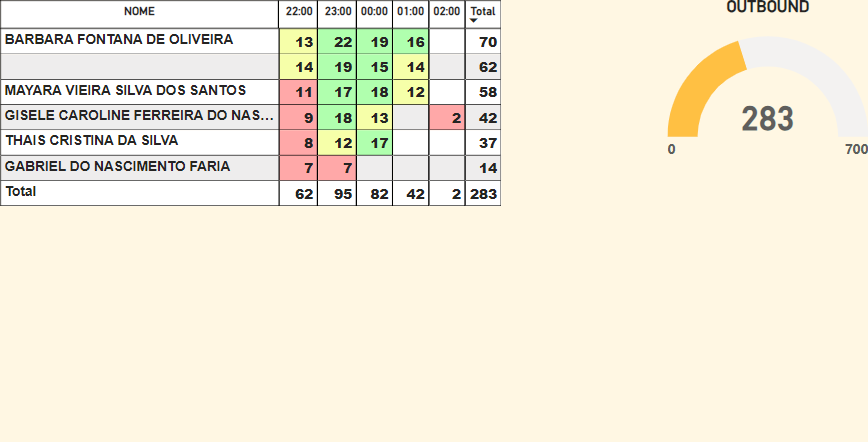 NOME 22:00 23:00 00:00 01:00 02:00 Total
BARBARA FONTANA DE OLIVEIRA 13 22 19 16 70
14 19 15 14 62
MAYARA VIEIRA SILVA DOS SANTOS 11 17 18 12 58
GISELE CAROLINE FERREIRA DO NAS... 9 18 13 2 42
THAIS CRISTINA DA SILVA 8 12 17 37
GABRIEL DO NASCIMENTO FARIA 7 7 14
Total 62 95 82 42 2 283
OUTBOUND
283
0 700